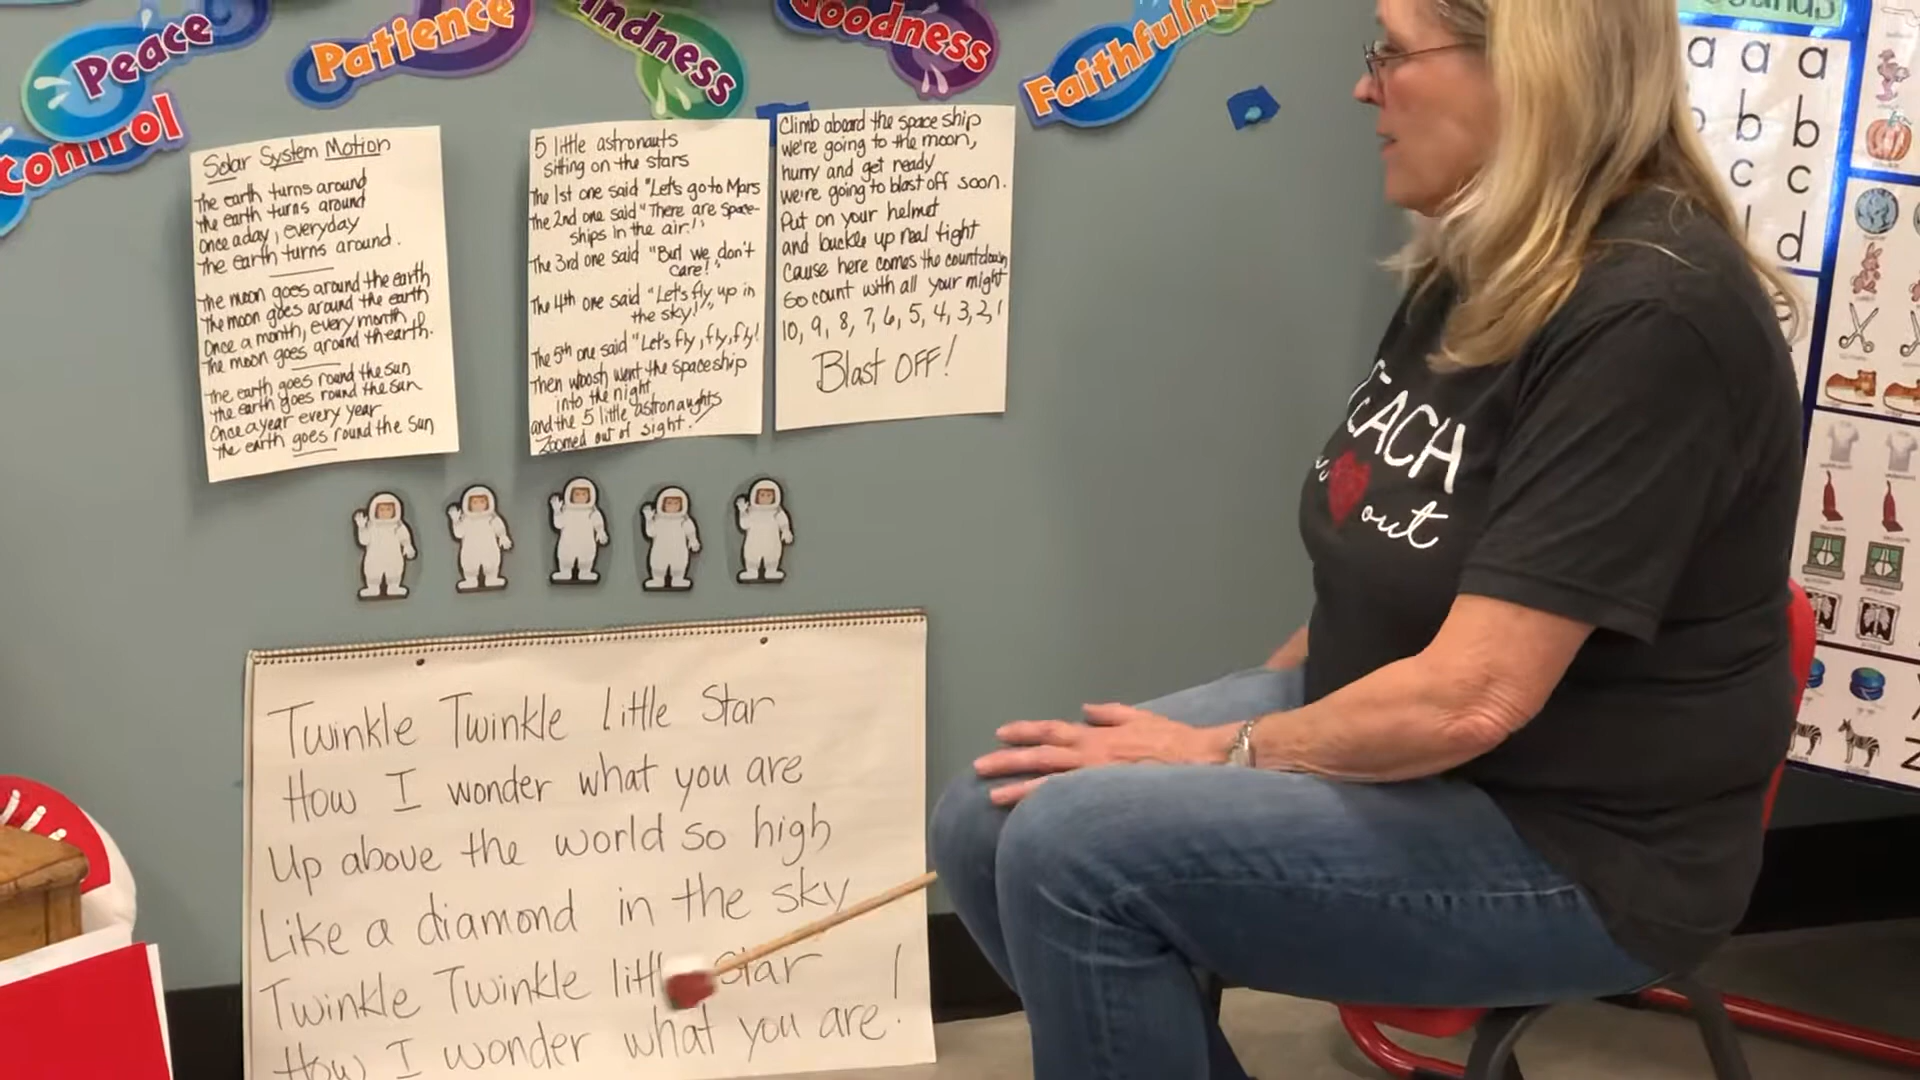 Peace
Patience
Kindness
Goodness
Faithfulness
Control
Solar System Motion
The earth turns around
the earth turns around
Once a day, everyday
the earth turns around.
The moon goes around the earth
the moon goes around the earth
Once a month, every month
The moon goes around the earth.
The earth goes round the sun
the earth goes round the sun
Once a year every year
the earth goes round the Sun
5 little astronauts
sitting on the stars
The 1st one said "Let's go to Mars
The 2nd one said "There are space-
ships in the air!"
The 3rd one said "But we don't
care!"
The 4th one said "Let's fly up in
the sky!"
The 5th one said "Let's fly, fly, fly!
Then woosh went the spaceship
into the night
and the 5 little astronaughts
Zoomed out of sight.
Climb aboard the space ship
we're going to the moon,
hurry and get ready
we're going to blast off soon.
Put on your helmet
and buckle up real tight
Cause here comes the countdown
So count with all your might
10, 9, 8, 7, 6, 5, 4, 3, 2, 1
Blast OFF!
Twinkle Twinkle little Star
How I wonder what you are
Up above the world so high
Like a diamond in the sky
Twinkle Twinkle little Star
How I wonder what you are!
TEACH
my
out
a a a
b b b
c c
d